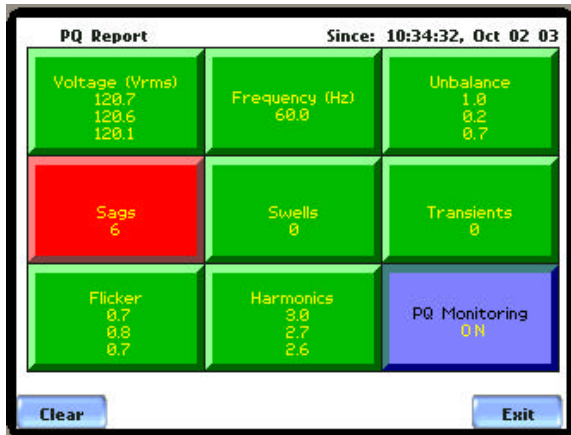 PQ Report
Since: 10:34:32, Oct 02 03
Voltage (Vrms)
120.7
120.6
120.1
Frequency (Hz)
60.0
Unbalance
1.0
0.2
0.7
Sags
6
Swells
0
Transients
0
Flicker
0.7
0.8
0.7
Harmonics
3.0
2.7
2.6
PQ Monitoring
ON
Clear
Exit